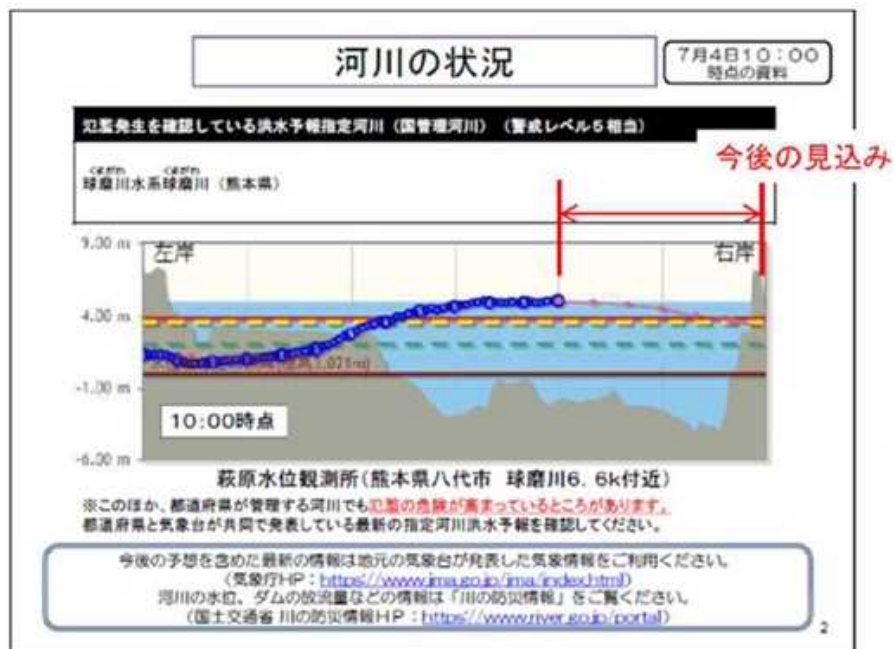 河川の状況
7月4日10:00
時点の資料
氾濫発生を確認している洪水予報指定河川(国管理河川)(警戒レベル5相当)
今後の見込み
くまがわ くまがわ
球磨川水系球磨川(熊本県)
9.00 m
左岸
右岸
4.00 m
-1.00 m
10:00時点
-6.00 m
萩原水位観測所(熊本県八代市 球磨川6.6k付近)
※このほか、都道府県が管理する河川でも氾濫の危険が高まっているところがあります。
都道府県と気象台が共同で発表している最新の指定河川洪水予報を確認してください。
今後の予想を含めた最新の情報は地元の気象台が発表した気象情報をご利用ください。
(気象庁HP:https://www.jma.go.jp/jma/index.html)
河川の水位、ダムの放流量などの情報は「川の防災情報」をご覧ください。
(国土交通省 川の防災情報HP:https://www.river.go.jp/portal)
2